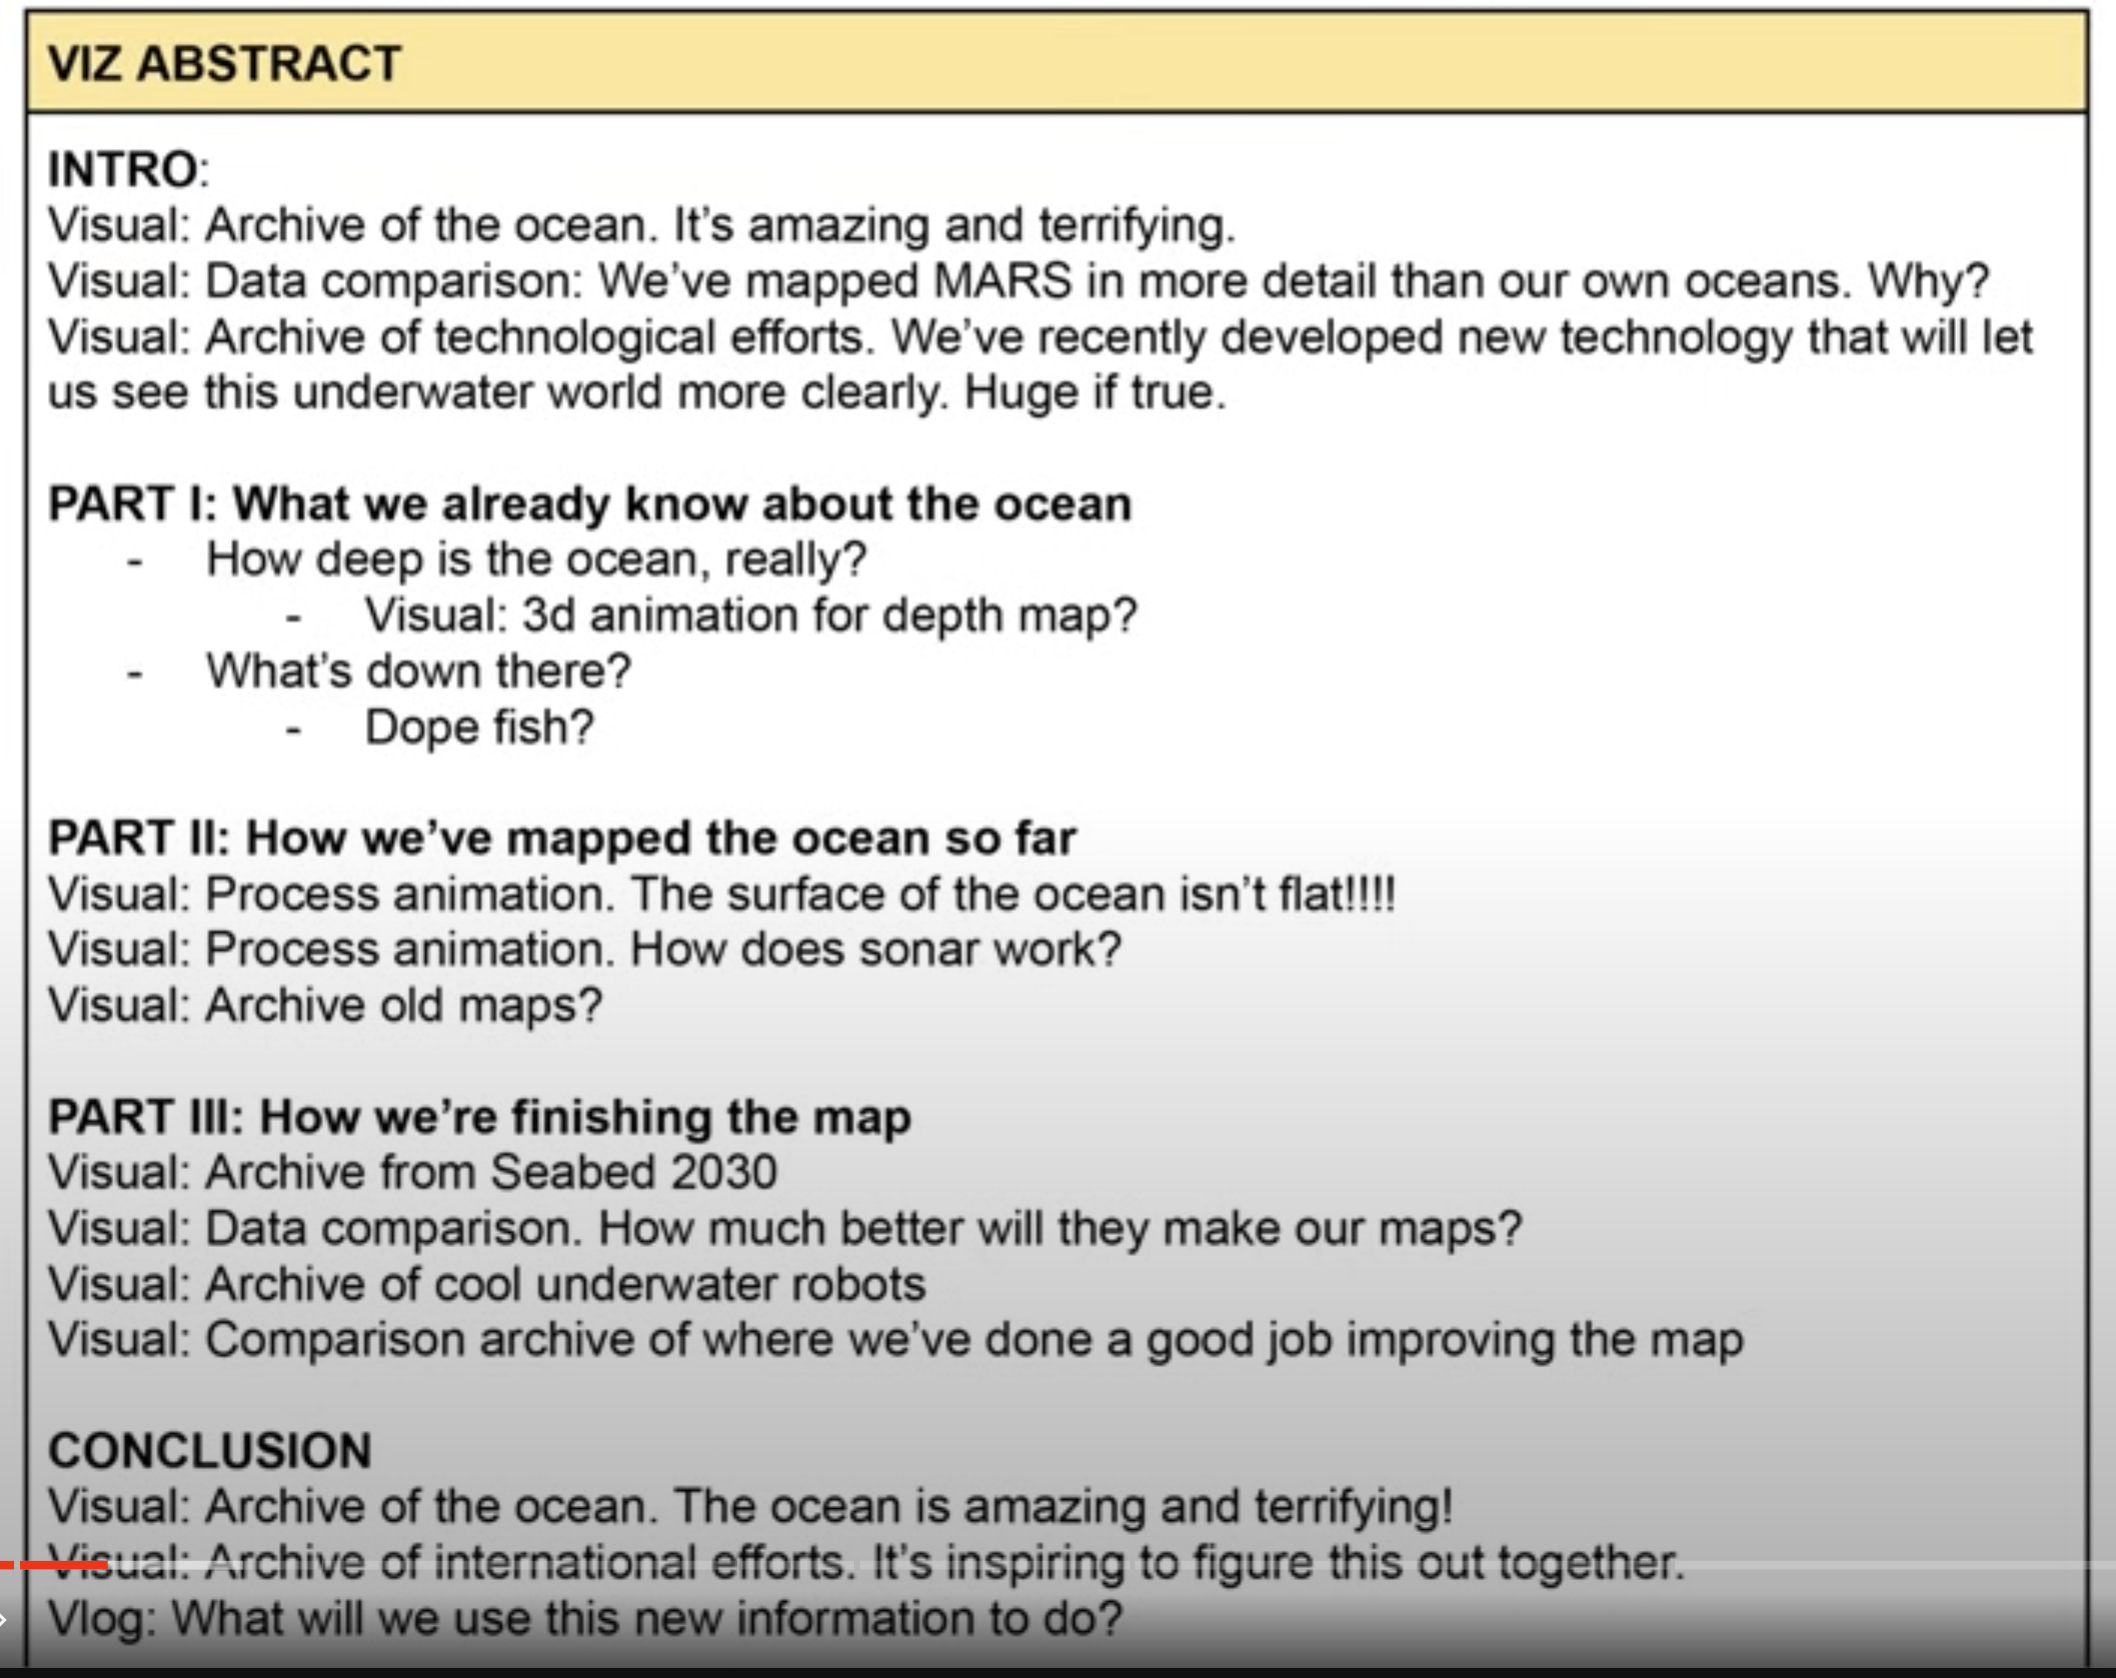 VIZ ABSTRACT
INTRO:
Visual: Archive of the ocean. It's amazing and terrifying.
Visual: Data comparison: We've mapped MARS in more detail than our own oceans. Why?
Visual: Archive of technological efforts. We've recently developed new technology that will let
us see this underwater world more clearly. Huge if true.
PART I: What we already know about the ocean
- How deep is the ocean, really?
- Visual: 3d animation for depth map?
- What's down there?
- Dope fish?
PART II: How we've mapped the ocean so far
Visual: Process animation. The surface of the ocean isn't flat!!!!
Visual: Process animation. How does sonar work?
Visual: Archive old maps?
PART III: How we're finishing the map
Visual: Archive from Seabed 2030
Visual: Data comparison. How much better will they make our maps?
Visual: Archive of cool underwater robots
Visual: Comparison archive of where we've done a good job improving the map
CONCLUSION
Visual: Archive of the ocean. The ocean is amazing and terrifying!
Visual: Archive of international efforts. It's inspiring to figure this out together.
Vlog: What will we use this new information to do?